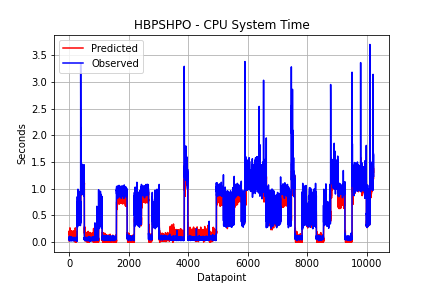 HBPSHPO - CPU System Time
Predicted
Observed
3.5
3.0
2.5
2.0
1.5
1.0
0.5
0.0
Seconds
0
2000
4000
6000
8000
10000
Datapoint